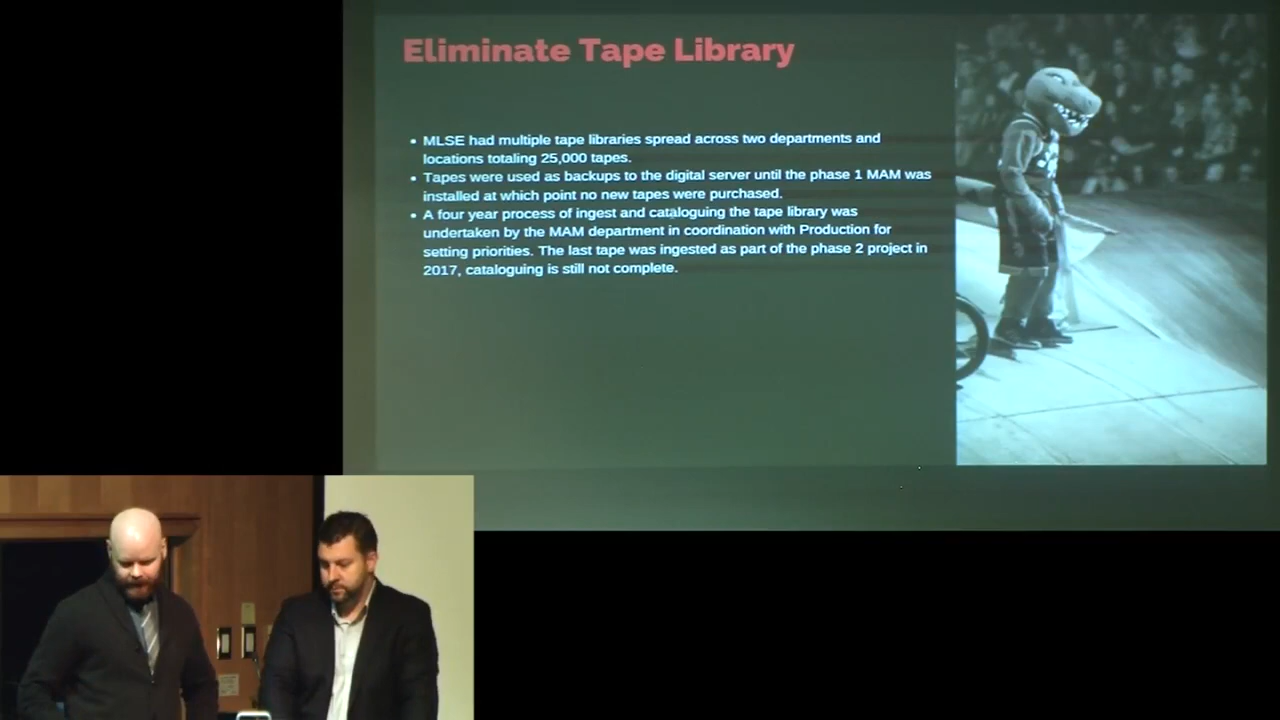 Eliminate Tape Library
• MLSE had multiple tape libraries spread across two departments and
locations totaling 25,000 tapes.
• Tapes were used as backups to the digital server until the phase 1 MAM was
installed at which point no new tapes were purchased.
• A four year process of ingest and cataloguing the tape library was
undertaken by the MAM department in coordination with Production for
setting priorities. The last tape was ingested as part of the phase 2 project in
2017, cataloguing is still not complete.